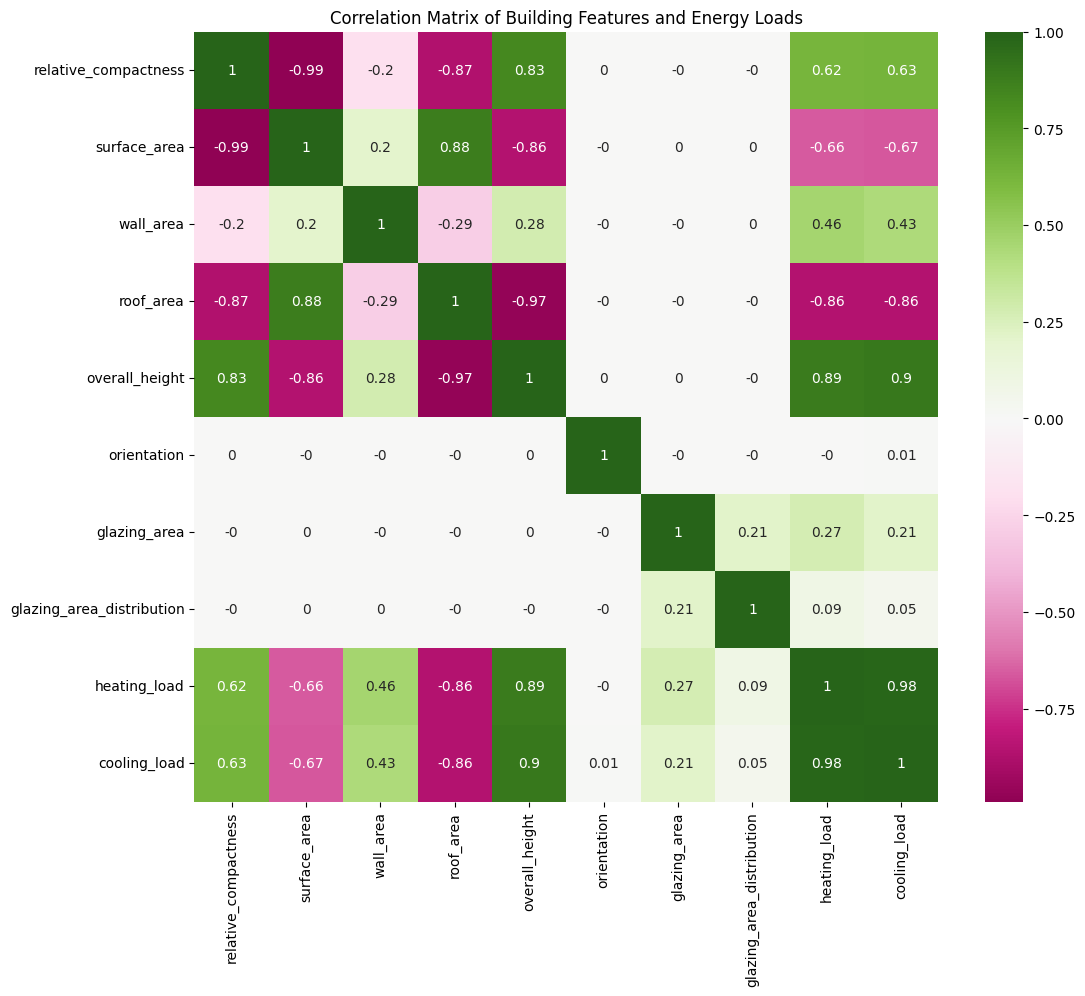 Correlation Matrix of Building Features and Energy Loads
relative_compactness 1 -0.99 -0.2 -0.87 0.83 0 -0 -0 0.62 0.63
surface_area -0.99 1 0.2 0.88 -0.86 -0 0 0 -0.66 -0.67
wall_area -0.2 0.2 1 -0.29 0.28 -0 -0 0 0.46 0.43
roof_area -0.87 0.88 -0.29 1 -0.97 -0 -0 -0 -0.86 -0.86
overall_height 0.83 -0.86 0.28 -0.97 1 0 0 -0 0.89 0.9
orientation 0 -0 -0 -0 0 1 -0 -0 -0 0.01
glazing_area -0 0 -0 -0 0 -0 1 0.21 0.27 0.21
glazing_area_distribution -0 0 0 -0 -0 -0 0.21 1 0.09 0.05
heating_load 0.62 -0.66 0.46 -0.86 0.89 -0 0.27 0.09 1 0.98
cooling_load 0.63 -0.67 0.43 -0.86 0.9 0.01 0.21 0.05 0.98 1
relative_compactness
surface_area
wall_area
roof_area
overall_height
orientation
glazing_area
glazing_area_distribution
heating_load
cooling_load
1.00
0.75
0.50
0.25
0.00
−0.25
−0.50
−0.75